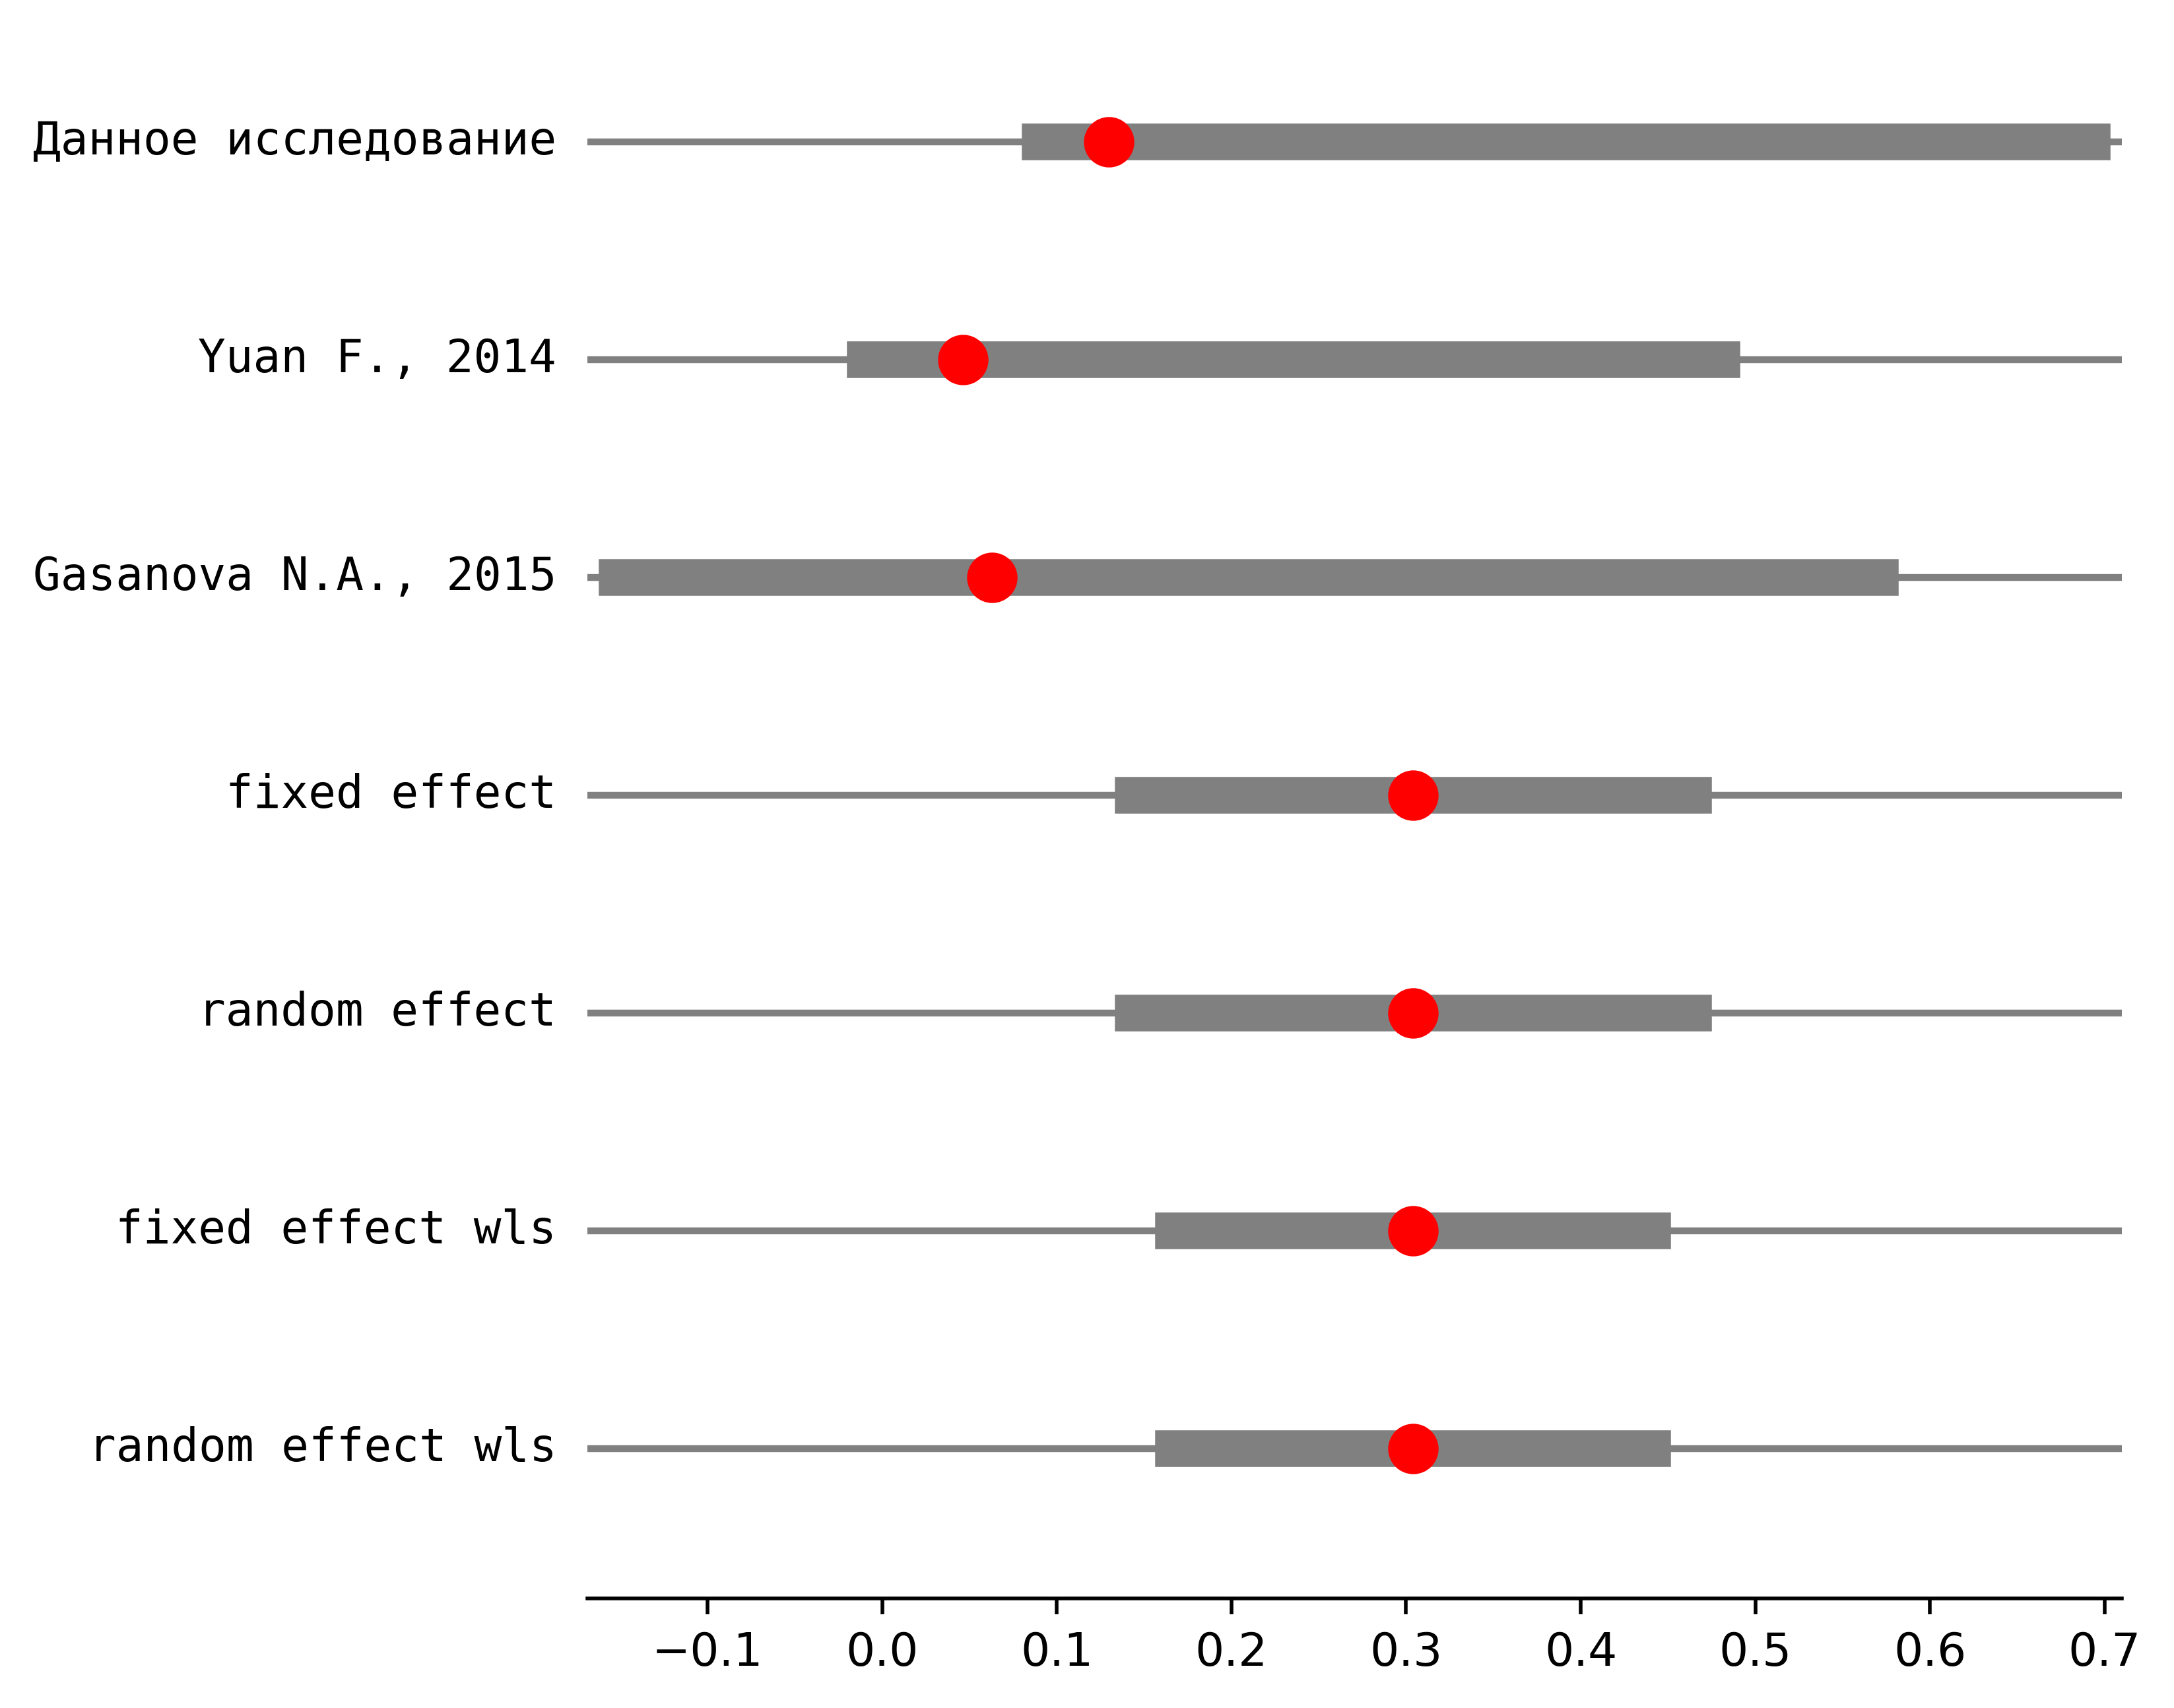 Данное исследование
Yuan F., 2014
Gasanova N.A., 2015
fixed effect
random effect
fixed effect wls
random effect wls
−0.1 0.0 0.1 0.2 0.3 0.4 0.5 0.6 0.7